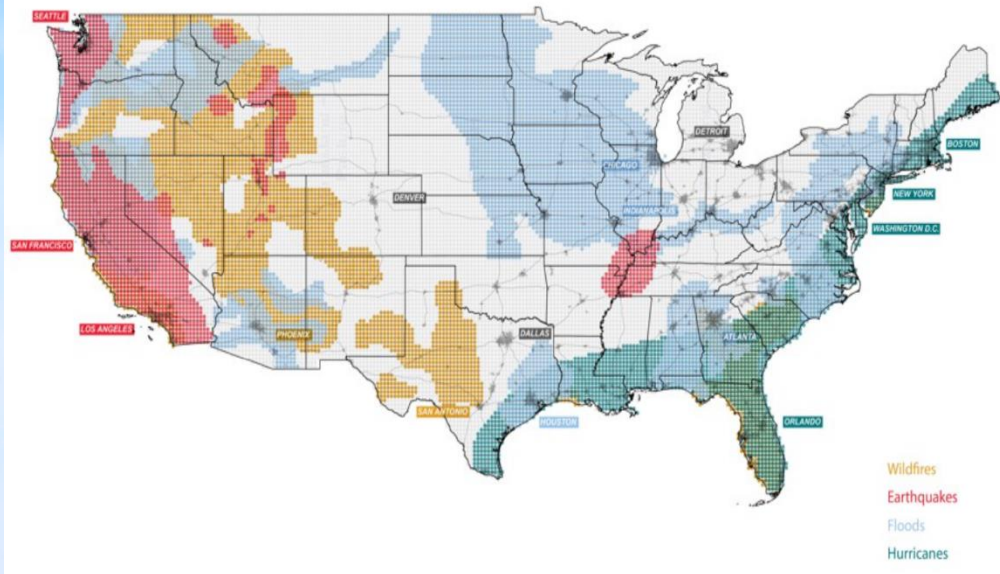 SEATTLE
DETROIT
BOSTON
CHICAGO
DENVER
NEW YORK
INDIANAPOLIS
WASHINGTON D.C.
SAN FRANCISCO
LOS ANGELES
PHOENIX
DALLAS
ATLANTA
SAN ANTONIO
HOUSTON
ORLANDO
Wildfires
Earthquakes
Floods
Hurricanes